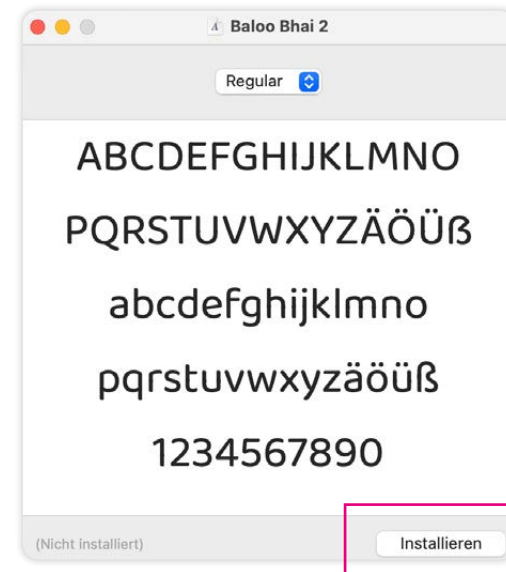 Baloo Bhai 2
Regular
ABCDEFGHIJKLMNO
PQRSTUVWXYZÄÖÜß
abcdefghijklmno
pqrstuvwxyzäöüß
1234567890
(Nicht installiert)
Installieren